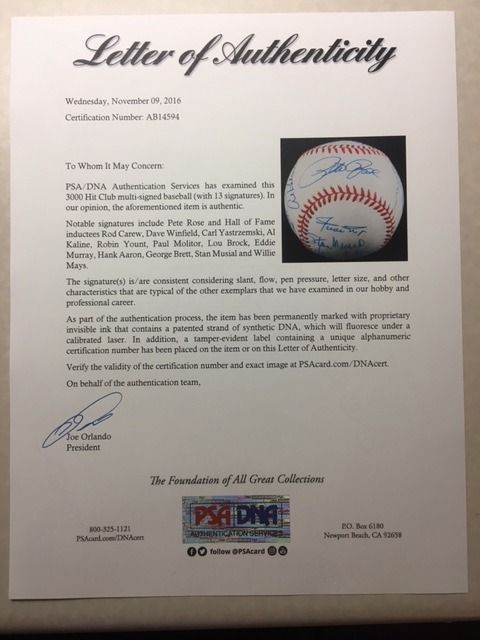 Letter of Authenticity
Wednesday, November 09, 2016
Certification Number: AB14594
To Whom It May Concern:
PSA/DNA Authentication Services has examined this
3000 Hit Club multi-signed baseball (with 13 signatures). In
our opinion, the aforementioned item is authentic.
Notable signatures include Pete Rose and Hall of Fame
inductees Rod Carew, Dave Winfield, Carl Yastrzemski, Al
Kaline, Robin Yount, Paul Molitor, Lou Brock, Eddie
Murray, Hank Aaron, George Brett, Stan Musial and Willie
Mays.
Pete Rose
Stan Musial
The signature(s) is/are consistent considering slant, flow, pen pressure, letter size, and other
characteristics that are typical of the other exemplars that we have examined in our hobby and
professional career.
As part of the authentication process, the item has been permanently marked with proprietary
invisible ink that contains a patented strand of synthetic DNA, which will fluoresce under a
calibrated laser. In addition, a tamper-evident label containing a unique alphanumeric
certification number has been placed on the item or on this Letter of Authenticity.
Verify the validity of the certification number and exact image at PSAcard.com/DNAcert.
On behalf of the authentication team,
Joe Orlando
President
The Foundation of All Great Collections
800-325-1121
PSAcard.com/DNAcert
PSA DNA
AUTHENTICATION SERVICES
follow @PSAcard
P.O. Box 6180
Newport Beach, CA 92658